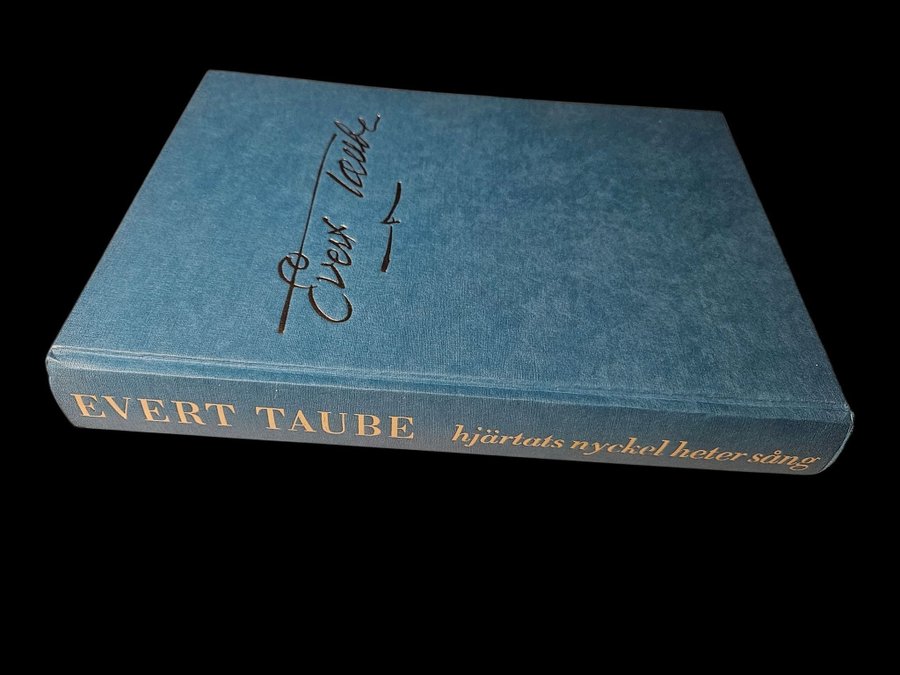 Evert Taube
EVERT TAUBE hjärtats nyckel heter sång